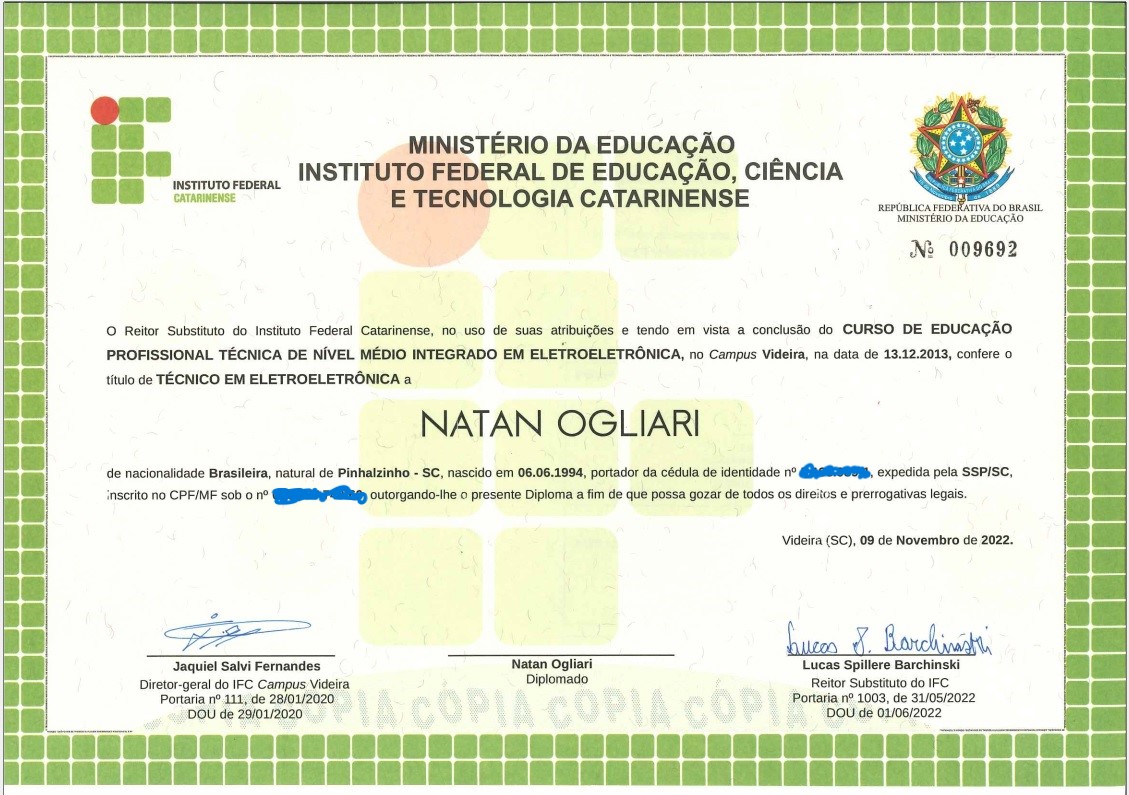 INSTITUTO FEDERAL
CATARINENSE
MINISTÉRIO DA EDUCAÇÃO
INSTITUTO FEDERAL DE EDUCAÇÃO, CIÊNCIA
E TECNOLOGIA CATARINENSE
REPÚBLICA FEDERATIVA DO BRASIL
MINISTÉRIO DA EDUCAÇÃO
Nº 009692
O Reitor Substituto do Instituto Federal Catarinense, no uso de suas atribuições e tendo em vista a conclusão do CURSO DE EDUCAÇÃO
PROFISSIONAL TÉCNICA DE NÍVEL MÉDIO INTEGRADO EM ELETROELETRÔNICA, no Campus Videira, na data de 13.12.2013, confere o
título de TÉCNICO EM ELETROELETRÔNICA a
NATAN OGLIARI
de nacionalidade Brasileira, natural de Pinhalzinho - SC, nascido em 06.06.1994, portador da cédula de identidade nº , expedida pela SSP/SC,
inscrito no CPF/MF sob o nº , outorgando-lhe o presente Diploma a fim de que possa gozar de todos os direitos e prerrogativas legais.
Videira (SC), 09 de Novembro de 2022.
Lucas S. Barchinski
Jaquiel Salvi Fernandes
Diretor-geral do IFC Campus Videira
Portaria nº 111, de 28/01/2020
DOU de 29/01/2020
Natan Ogliari
Diplomado
Lucas Spillere Barchinski
Reitor Substituto do IFC
Portaria nº 1003, de 31/05/2022
DOU de 01/06/2022
CÓPIA CÓPIA CÓPIA CÓPIA